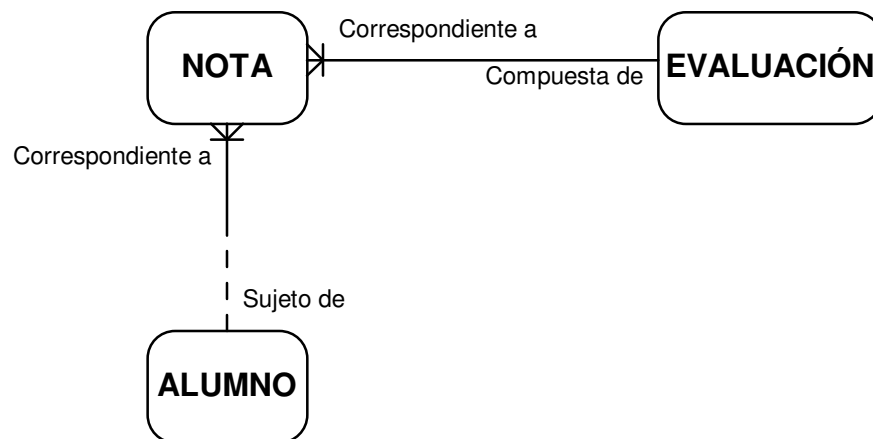 Correspondiente a
NOTA
EVALUACIÓN
Compuesta de
Correspondiente a
Sujeto de
ALUMNO